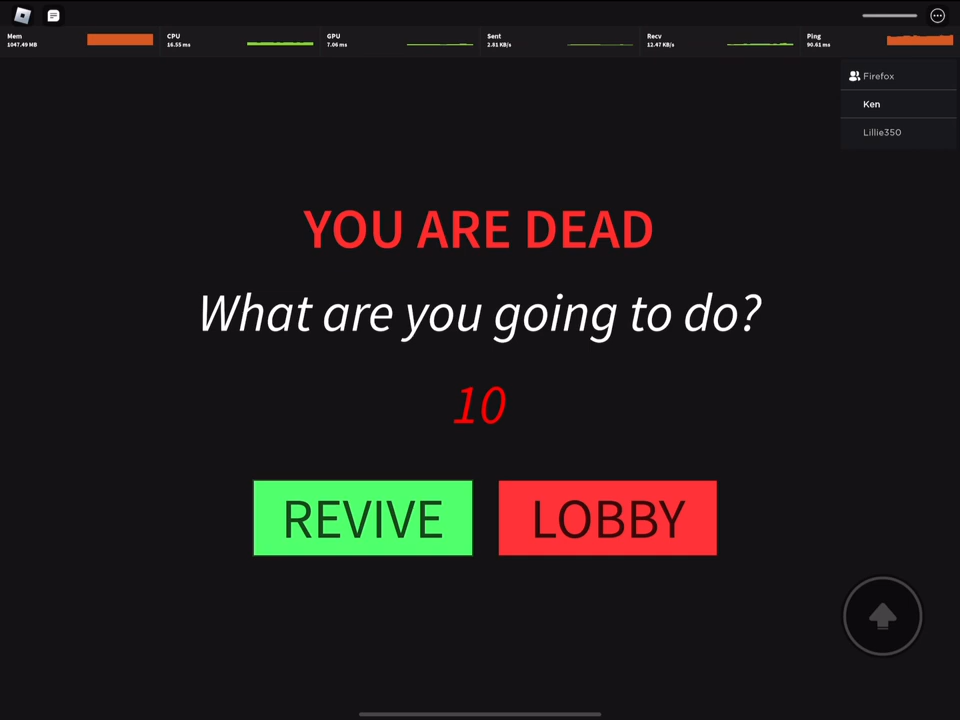 Mem
1047.49 MB
CPU
16.55 ms
GPU
7.06 ms
Sent
2.81 KB/s
Recv
12.47 KB/s
Ping
90.61 ms
Firefox
Ken
Lillie350
YOU ARE DEAD
What are you going to do?
10
REVIVE
LOBBY